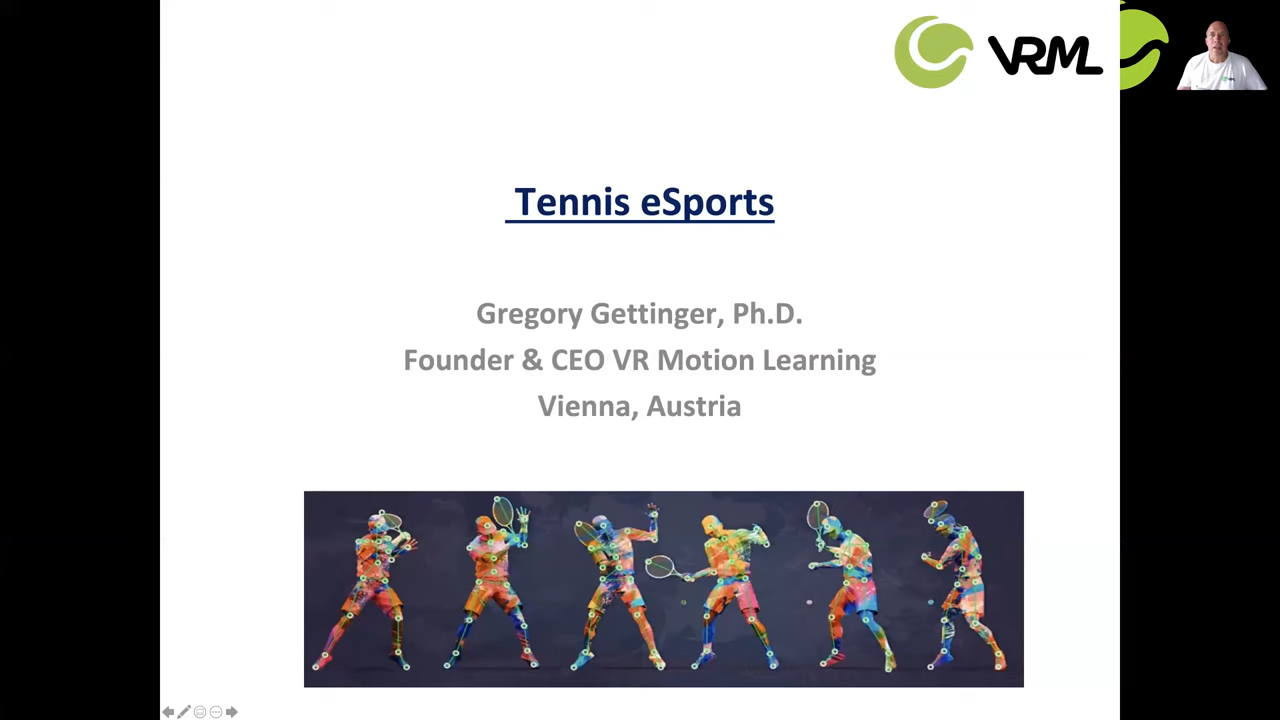 VRML
Tennis eSports
Gregory Gettinger, Ph.D.
Founder & CEO VR Motion Learning
Vienna, Austria